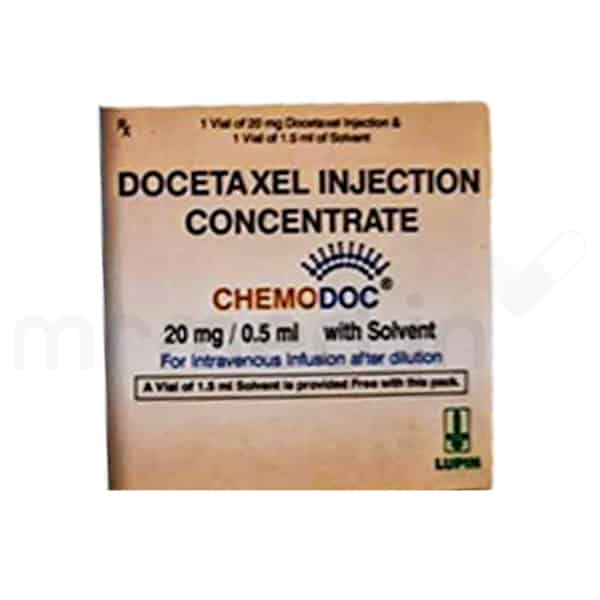 Rx
1 Vial of 20 mg Docetaxel Injection &
1 Vial of 1.5 ml of Solvent
DOCETAXEL INJECTION
CONCENTRATE
CHEMODOC®
20 mg / 0.5 ml with Solvent
For Intravenous Infusion after dilution
A Vial of 1.5 ml Solvent is provided Free with this pack.
LUPIN